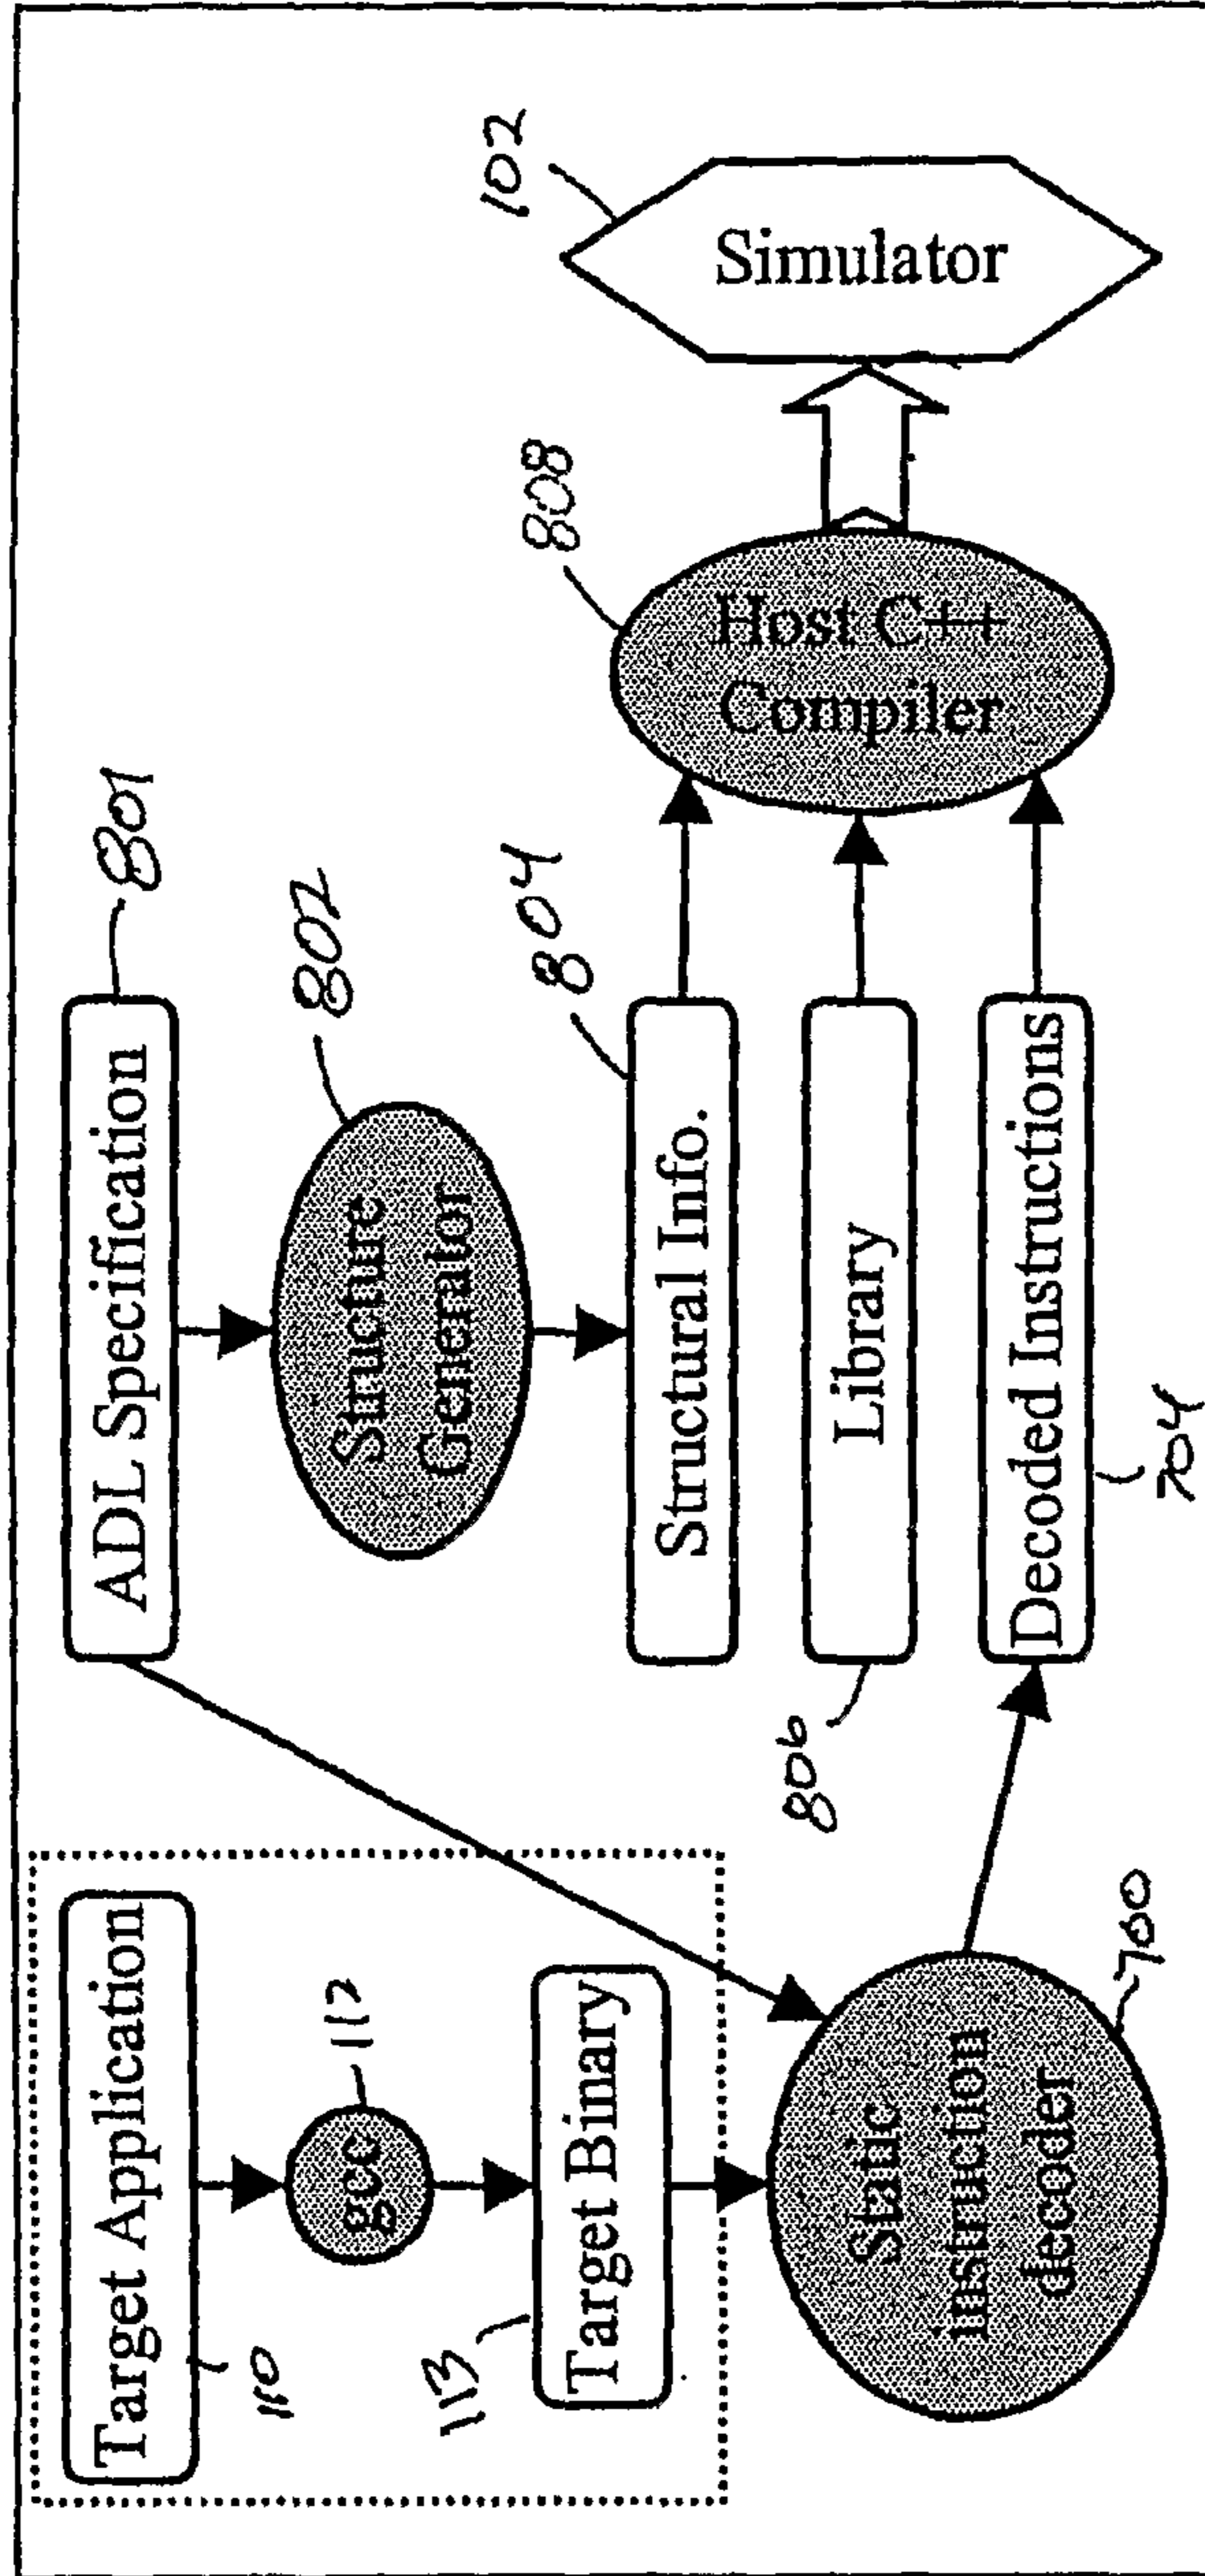 Target Application
110
gcc
112
113
Target Binary
Static
instruction
decoder
700
ADL Specification
801
Structure
Generator
802
Structural Info.
804
Library
806
Decoded Instructions
704
Host C++
Compiler
808
Simulator
102